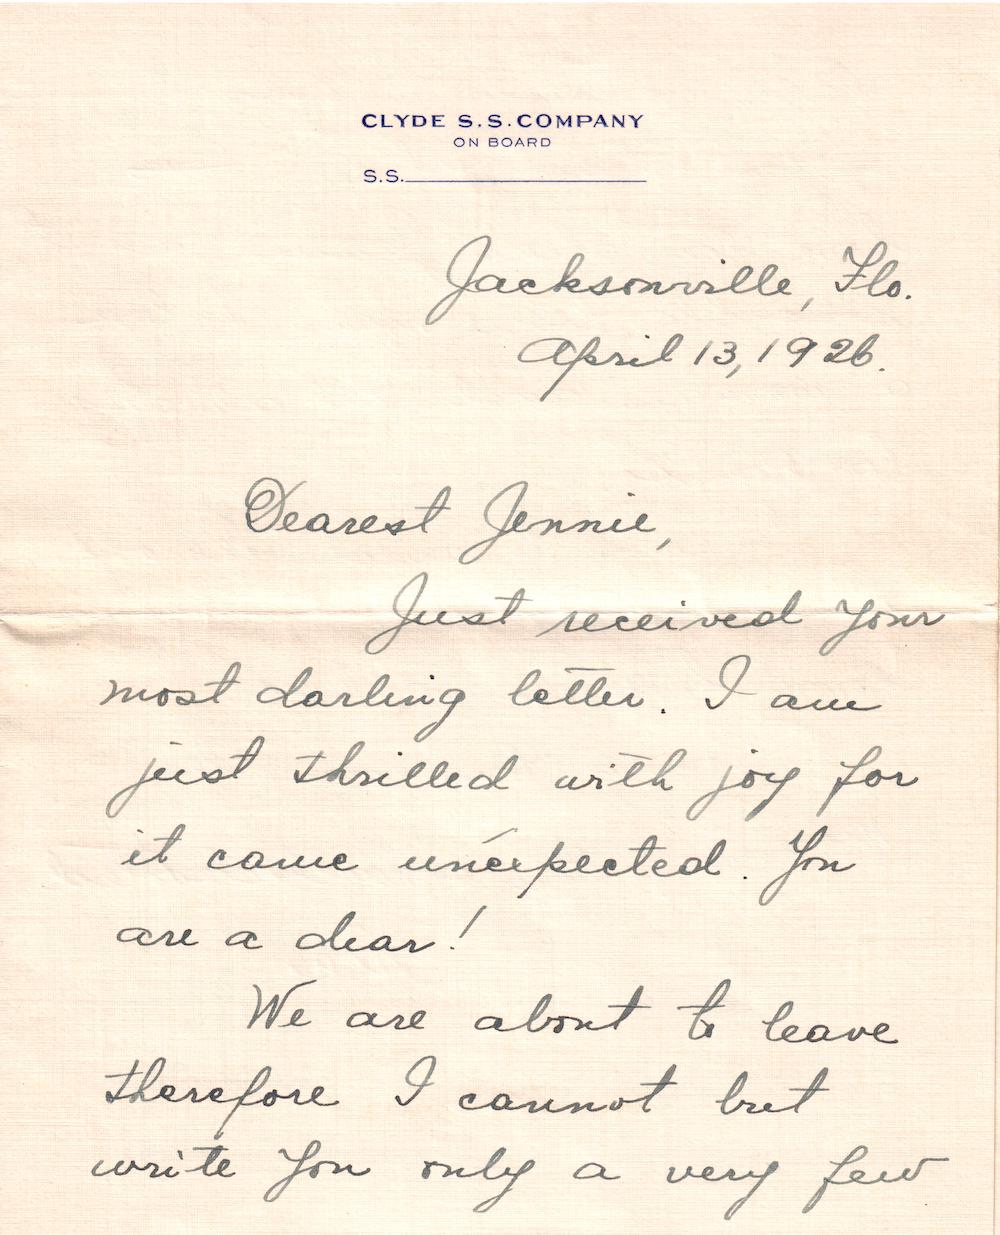 CLYDE S.S. COMPANY
ON BOARD
S.S.
Jacksonville, Flo.
April 13, 1926.
Dearest Jennie,
Just received your
most darling letter. I am
just thrilled with joy for
it came unexpected. You
are a dear!
We are about to leave
therefore I cannot but
write you only a very few